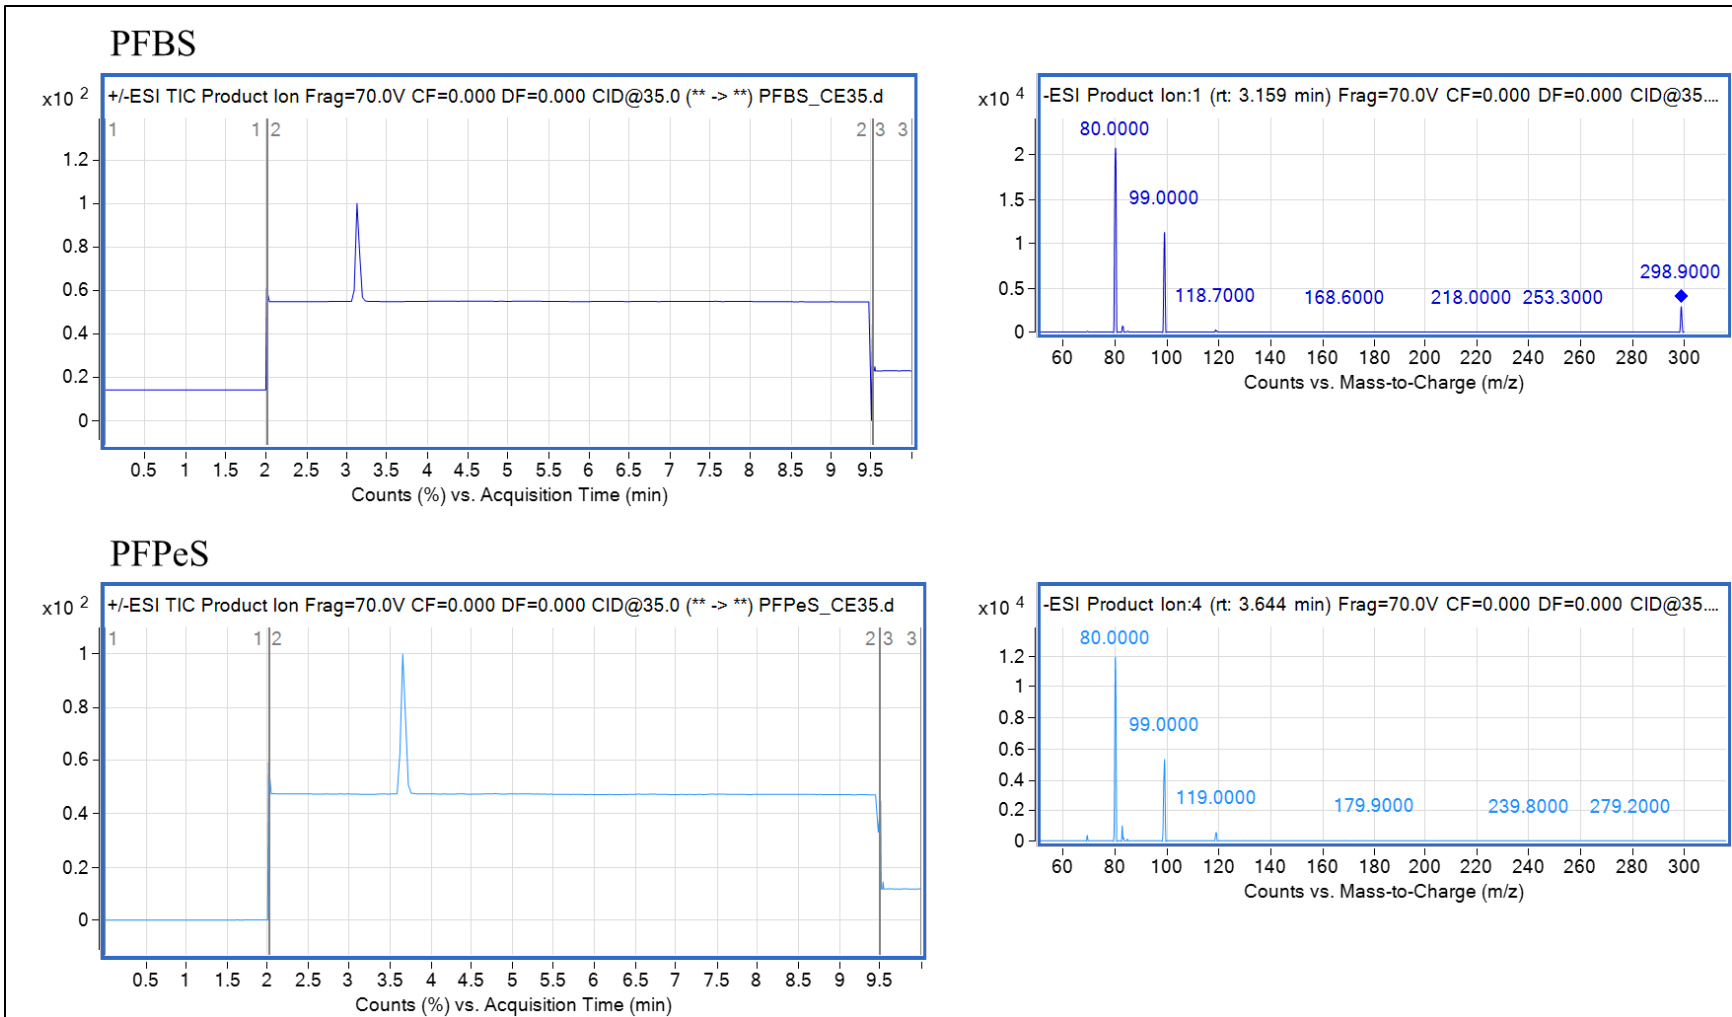 PFBS
x10 2
+/-ESI TIC Product Ion Frag=70.0V CF=0.000 DF=0.000 CID@35.0 (** -> **) PFBS_CE35.d
1 1 2 2 3 3
1.2
1
0.8
0.6
0.4
0.2
0
0.5 1 1.5 2 2.5 3 3.5 4 4.5 5 5.5 6 6.5 7 7.5 8 8.5 9 9.5
Counts (%) vs. Acquisition Time (min)
x10 4
-ESI Product Ion:1 (rt: 3.159 min) Frag=70.0V CF=0.000 DF=0.000 CID@35....
80.0000
99.0000
298.9000
118.7000 168.6000 218.0000 253.3000
2
1.5
1
0.5
0
60 80 100 120 140 160 180 200 220 240 260 280 300
Counts vs. Mass-to-Charge (m/z)
PFPeS
x10 2
+/-ESI TIC Product Ion Frag=70.0V CF=0.000 DF=0.000 CID@35.0 (** -> **) PFPeS_CE35.d
1 1 2 2 3 3
1
0.8
0.6
0.4
0.2
0
0.5 1 1.5 2 2.5 3 3.5 4 4.5 5 5.5 6 6.5 7 7.5 8 8.5 9 9.5
Counts (%) vs. Acquisition Time (min)
x10 4
-ESI Product Ion:4 (rt: 3.644 min) Frag=70.0V CF=0.000 DF=0.000 CID@35....
80.0000
99.0000
119.0000 179.9000 239.8000 279.2000
1.2
1
0.8
0.6
0.4
0.2
0
60 80 100 120 140 160 180 200 220 240 260 280 300
Counts vs. Mass-to-Charge (m/z)